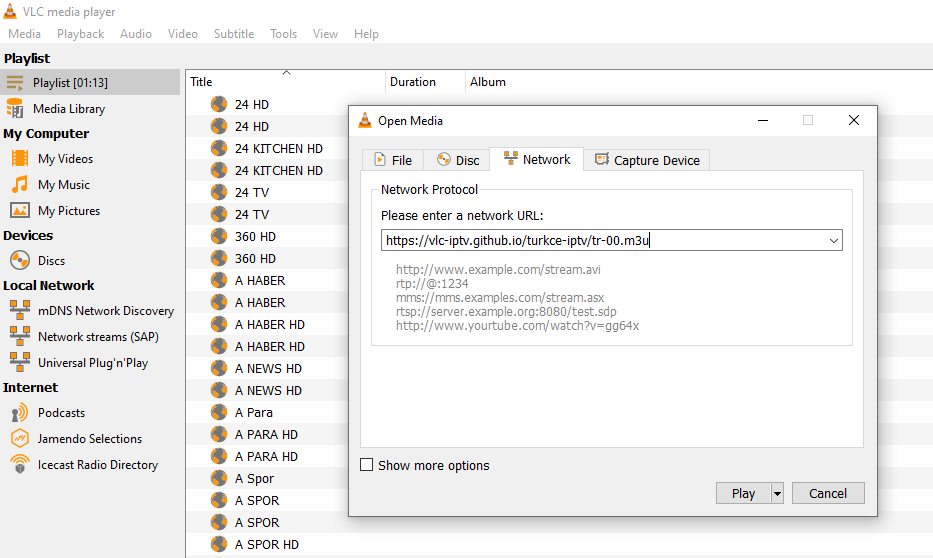 VLC media player
Media Playback Audio Video Subtitle Tools View Help
Playlist
Playlist [01:13]
Media Library
My Computer
My Videos
My Music
My Pictures
Devices
Discs
Local Network
mDNS Network Discovery
Network streams (SAP)
Universal Plug'n'Play
Internet
Podcasts
Jamendo Selections
Icecast Radio Directory
Title Duration Album
24 HD
24 HD
24 KITCHEN HD
24 KITCHEN HD
24 TV
24 TV
360 HD
360 HD
A HABER
A HABER
A HABER HD
A HABER HD
A NEWS HD
A NEWS HD
A Para
A PARA HD
A PARA HD
A Spor
A SPOR
A SPOR
A SPOR HD
Open Media
File Disc Network Capture Device
Network Protocol
Please enter a network URL:
https://vlc-iptv.github.io/turkce-iptv/tr-00.m3u
http://www.example.com/stream.avi
rtp://@:1234
mms://mms.examples.com/stream.asx
rtsp://server.example.org:8080/test.sdp
http://www.yourtube.com/watch?v=gg64x
Show more options
Play Cancel